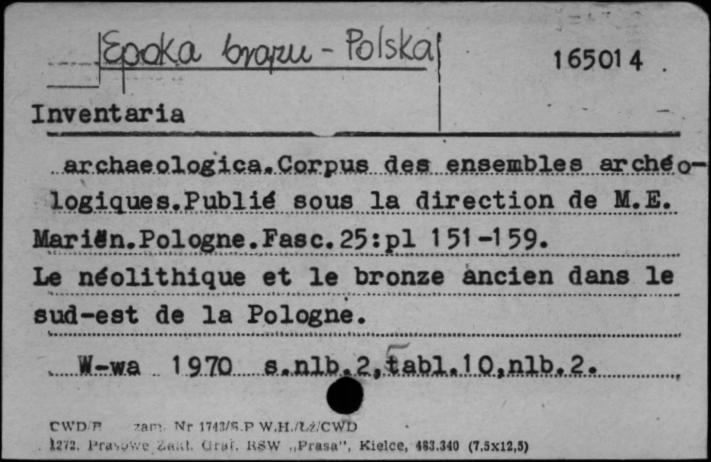 Epoka brązu - Polska
165014
Inventaria
archaeologica.Corpus des ensembles archéo-
logiques.Publié sous la direction de M.E.
Mariën.Pologne.Fasc.25:pl 151-159.
Le néolithique et le bronze ancien dans le
sud-est de la Pologne.
W-wa 1970 s.nlb.2,tabl.10,nlb.2.
CWD/P zam. Nr 1743/S.P W.H./Łż/CWD
1272. Prasowe Zakł. Graf. RSW „Prasa", Kielce, 483.340 (7,5x12,5)